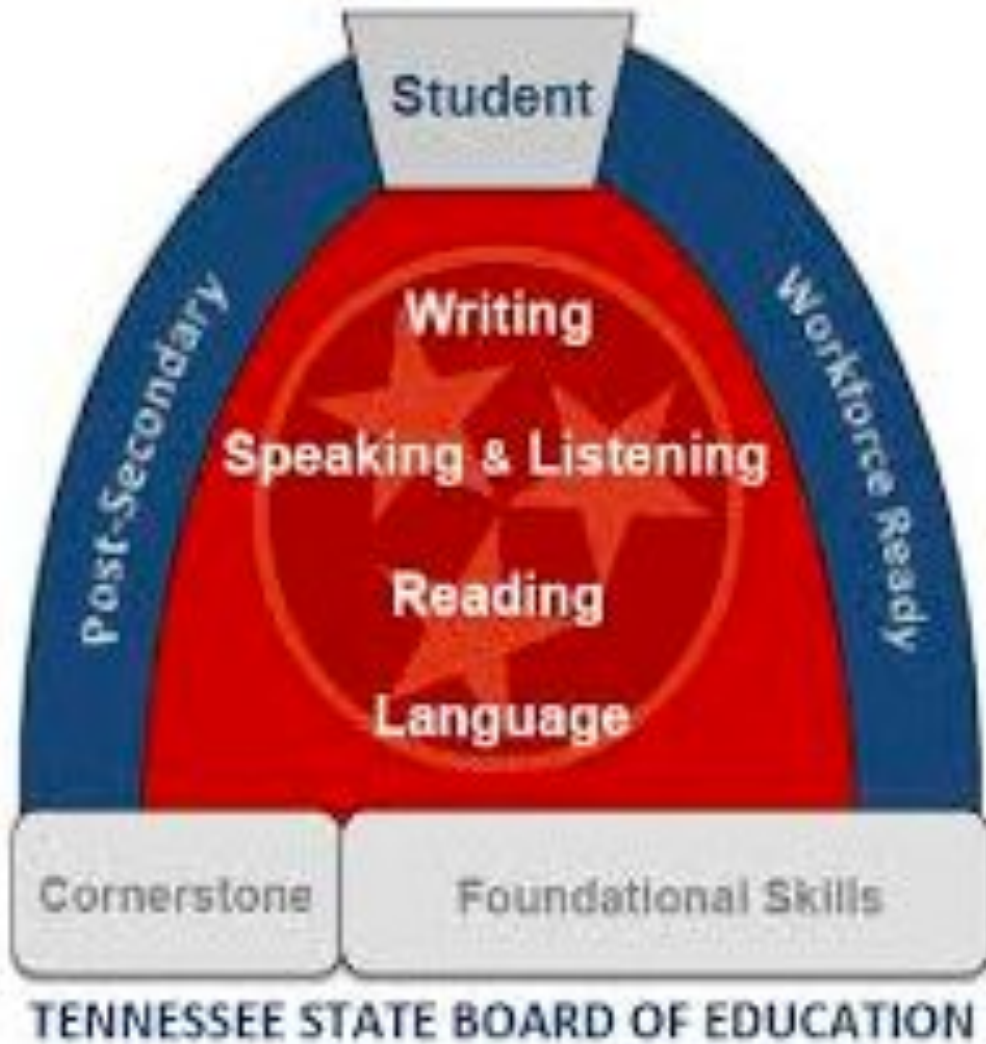 Student
Writing
Speaking & Listening
Reading
Language
Post-Secondary
Workforce Ready
Cornerstone
Foundational Skills
TENNESSEE STATE BOARD OF EDUCATION